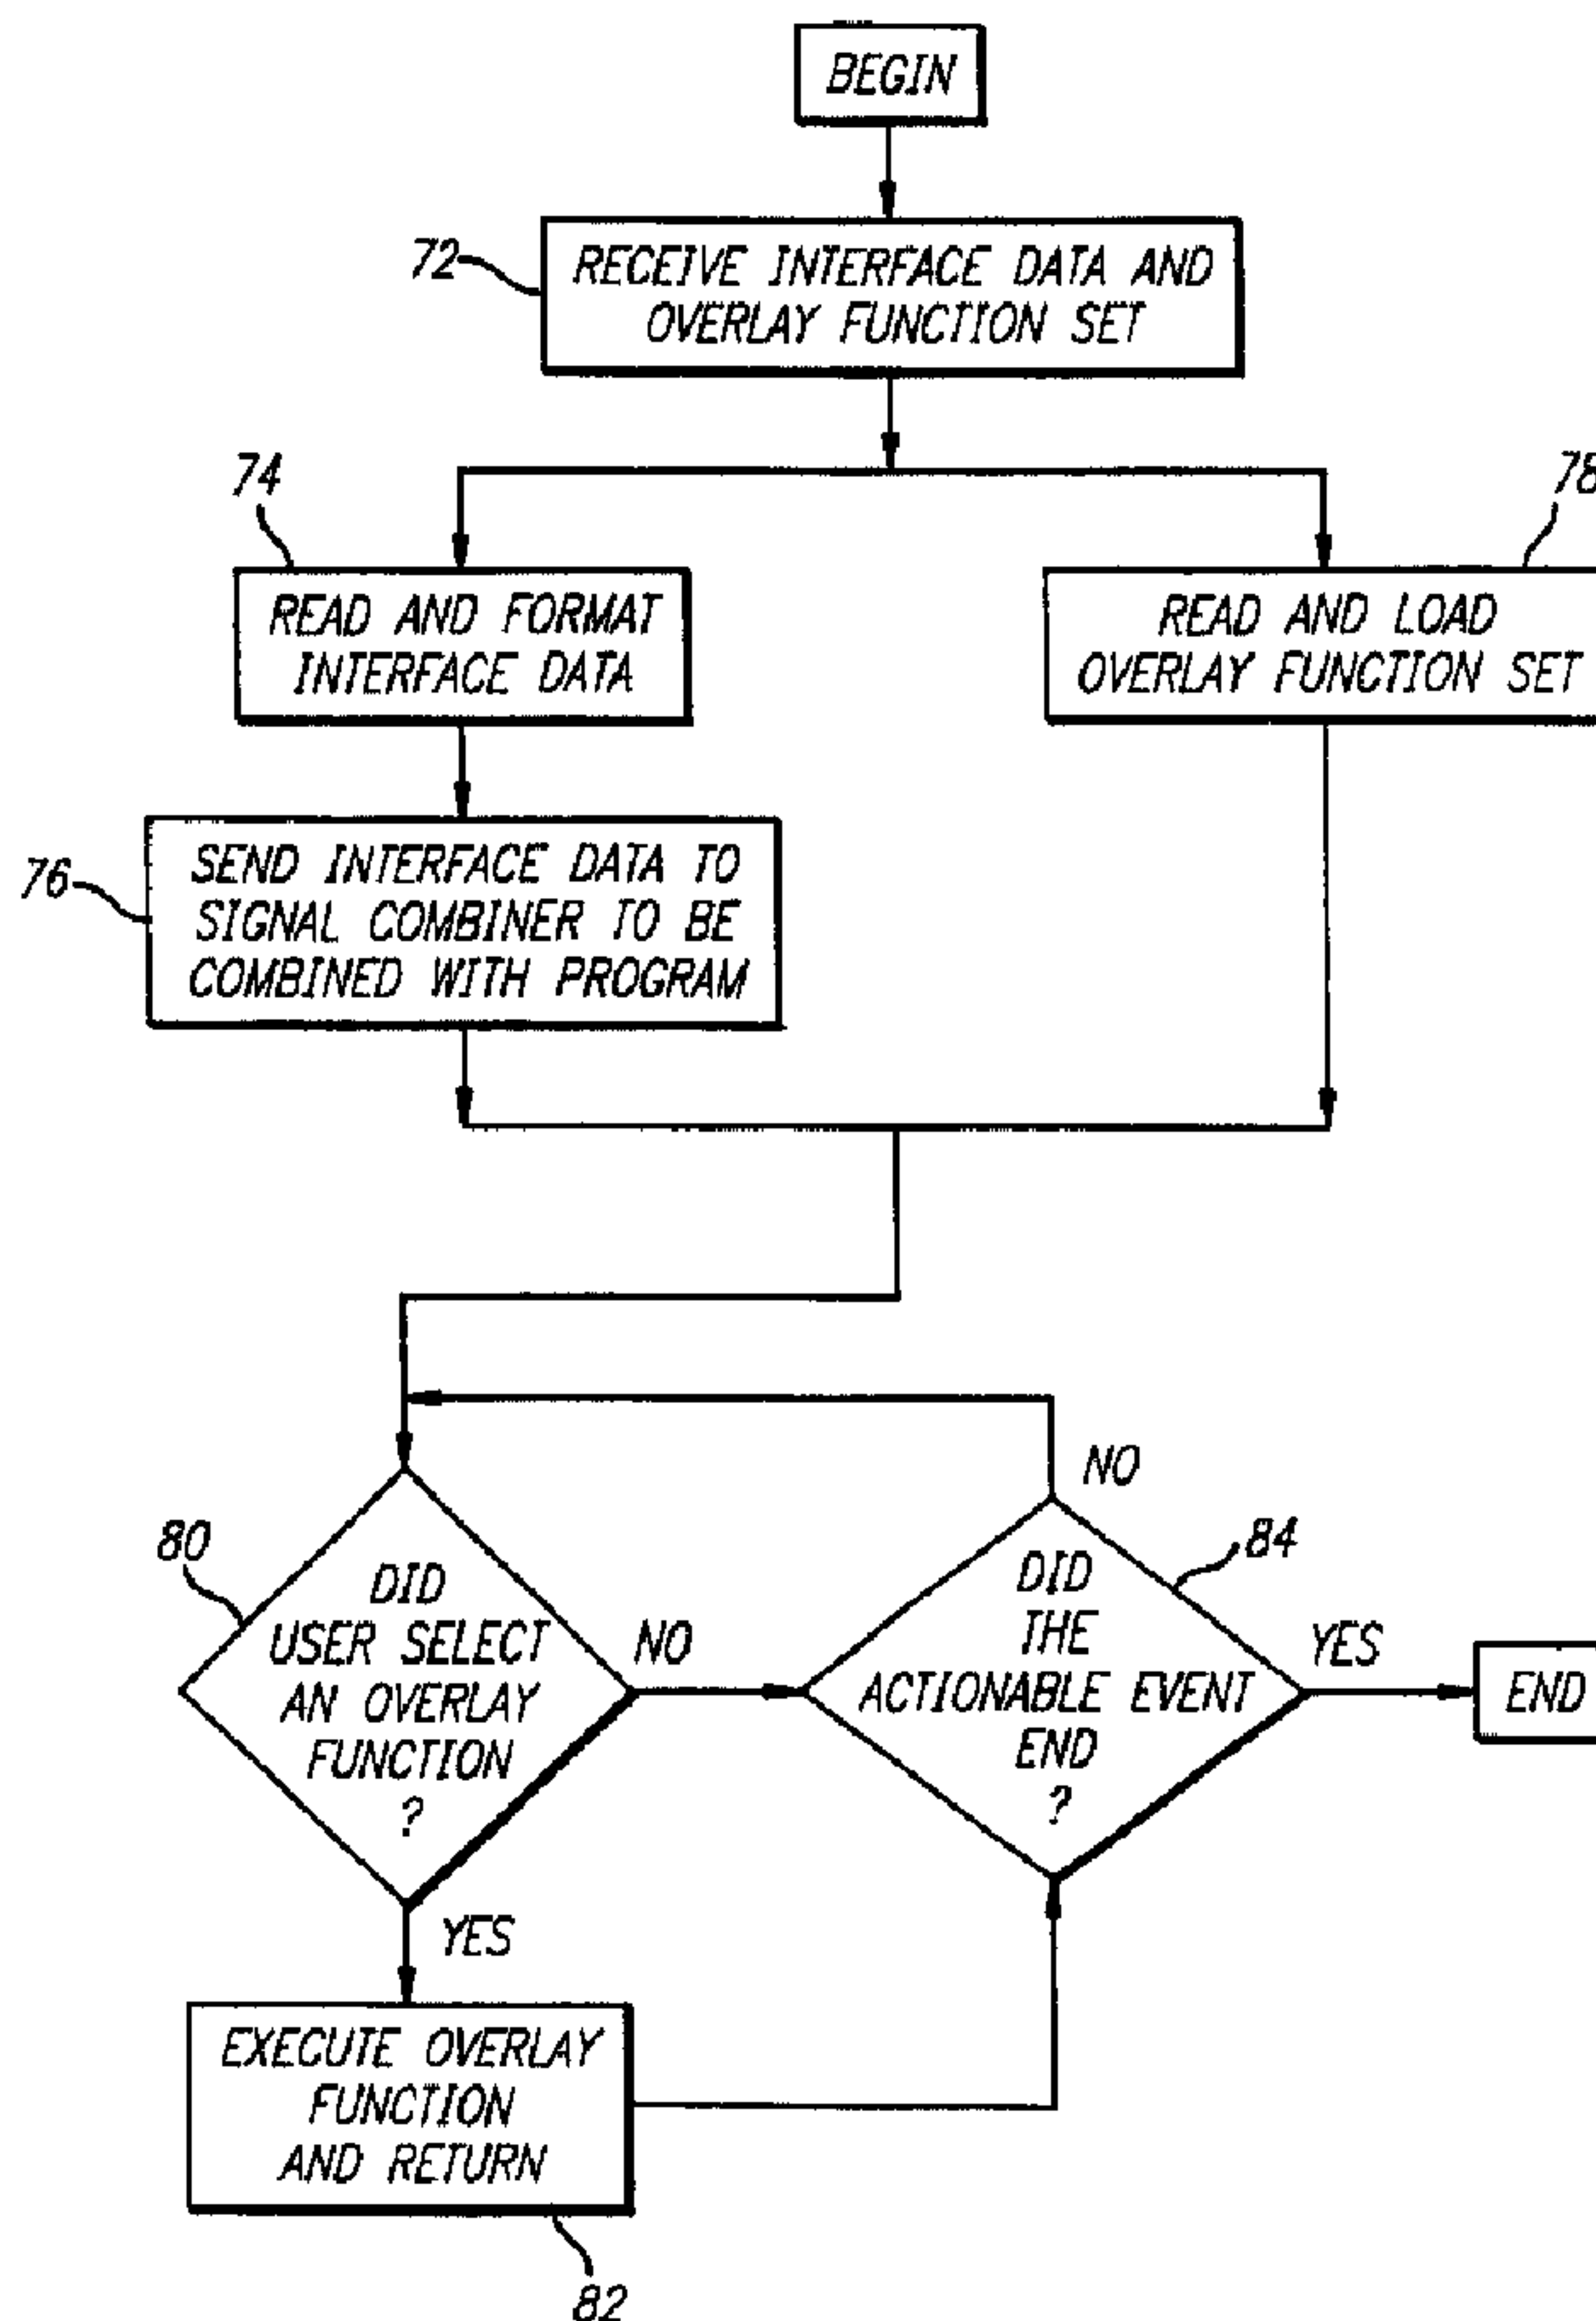 BEGIN
72
RECEIVE INTERFACE DATA AND
OVERLAY FUNCTION SET
74
78
READ AND FORMAT
INTERFACE DATA
READ AND LOAD
OVERLAY FUNCTION SET
76
SEND INTERFACE DATA TO
SIGNAL COMBINER TO BE
COMBINED WITH PROGRAM
80
DID
USER SELECT
AN OVERLAY
FUNCTION
?
NO
YES
NO
84
DID
THE
ACTIONABLE EVENT
END
?
YES
END
EXECUTE OVERLAY
FUNCTION
AND RETURN
82